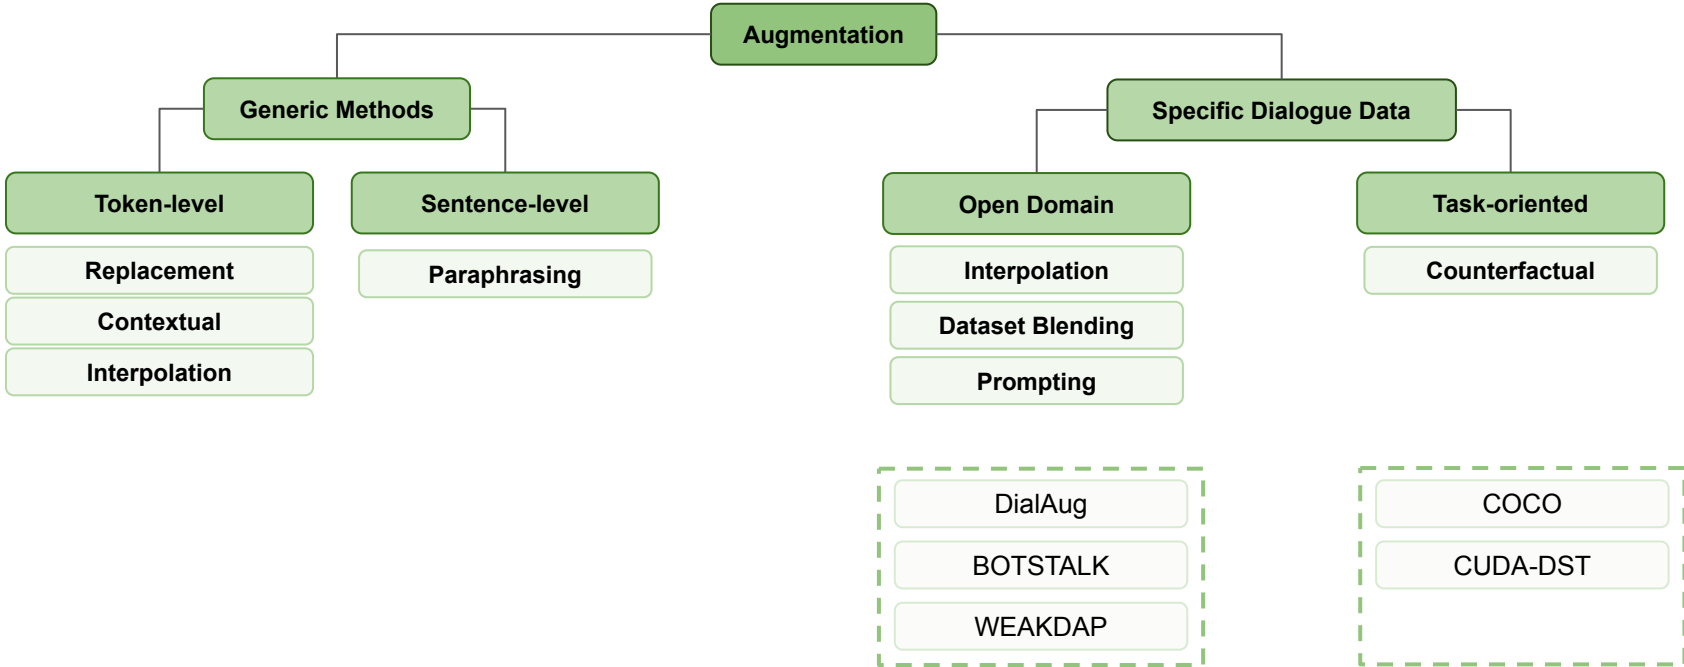 Augmentation
Generic Methods
Specific Dialogue Data
Token-level
Sentence-level
Open Domain
Task-oriented
Replacement
Contextual
Interpolation
Paraphrasing
Interpolation
Dataset Blending
Prompting
Counterfactual
DialAug
BOTSTALK
WEAKDAP
COCO
CUDA-DST